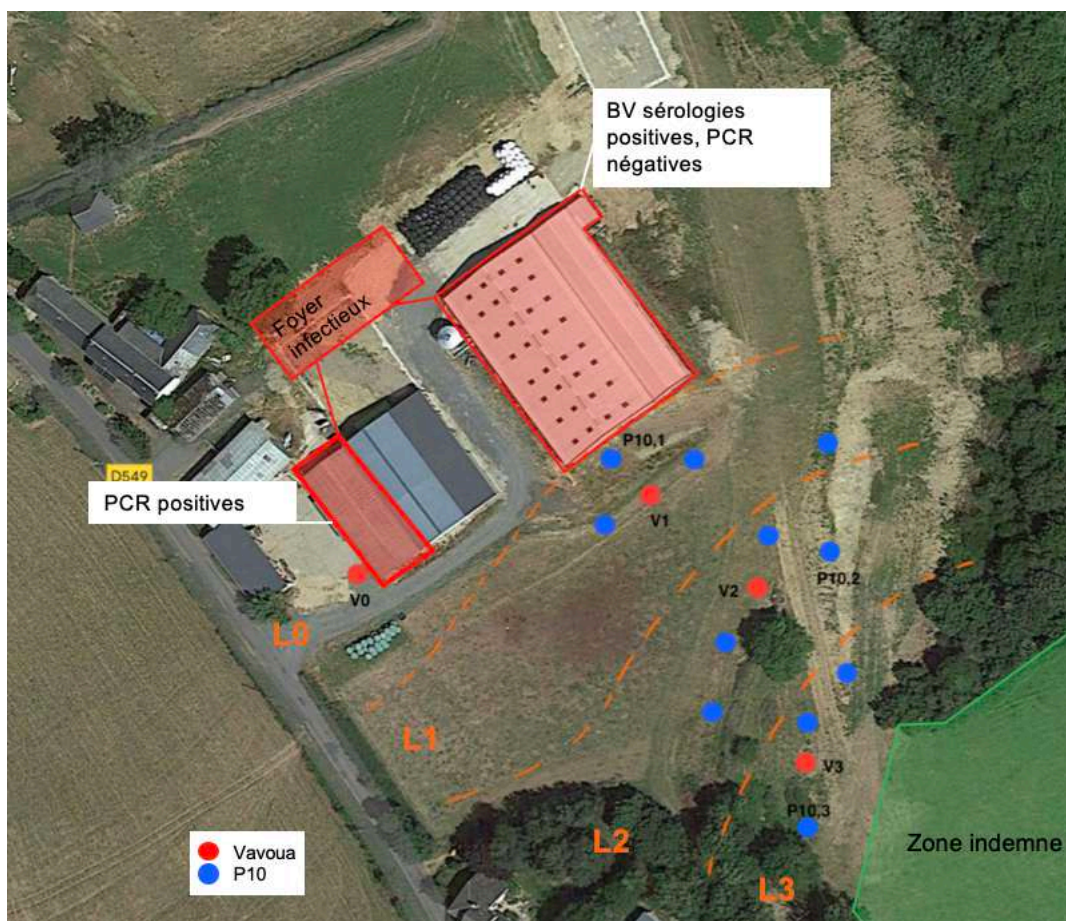 BV sérologies
positives, PCR
négatives
Foyer
infectieux
P10,1
D549
PCR positives
V1
P10,2
V2
V0
L0
L1
V3
P10,3
L2
Vavoua
P10
L3
Zone indemne